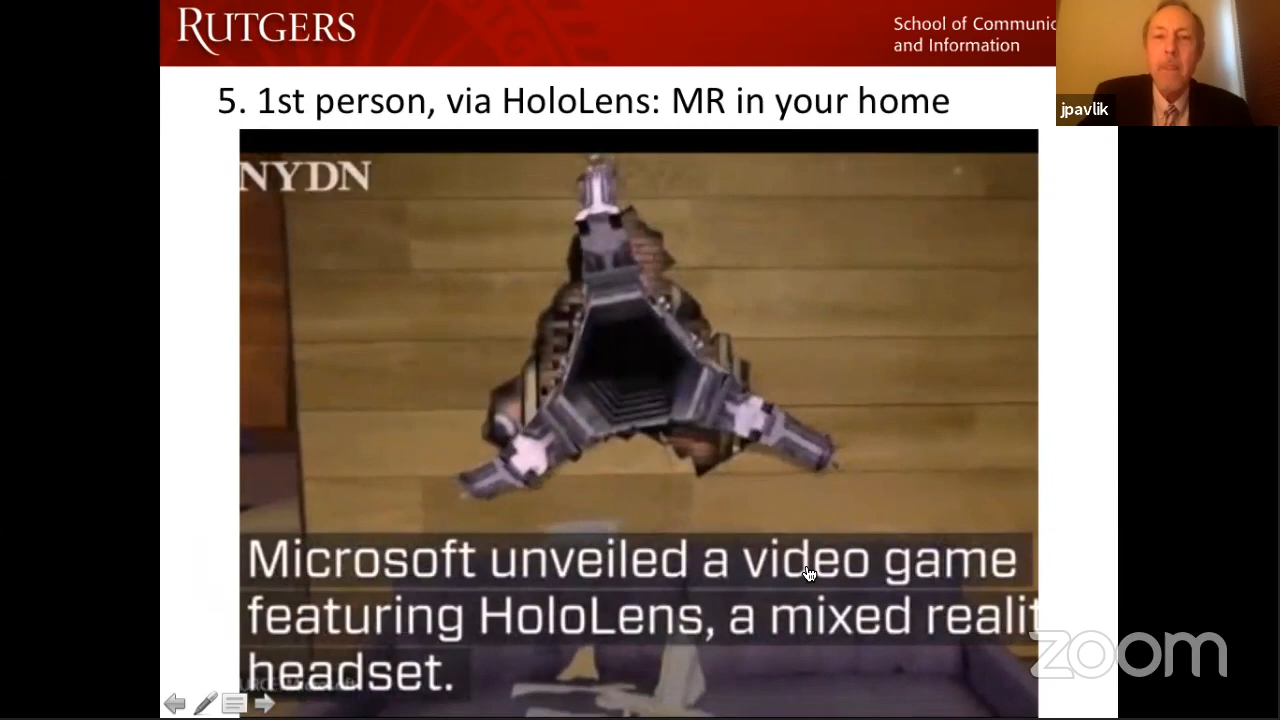 RUTGERS
School of Communic
and Information
jpavlik
5. 1st person, via HoloLens: MR in your home
NYDN
Microsoft unveiled a video game
featuring HoloLens, a mixed realit
headset.
zoom